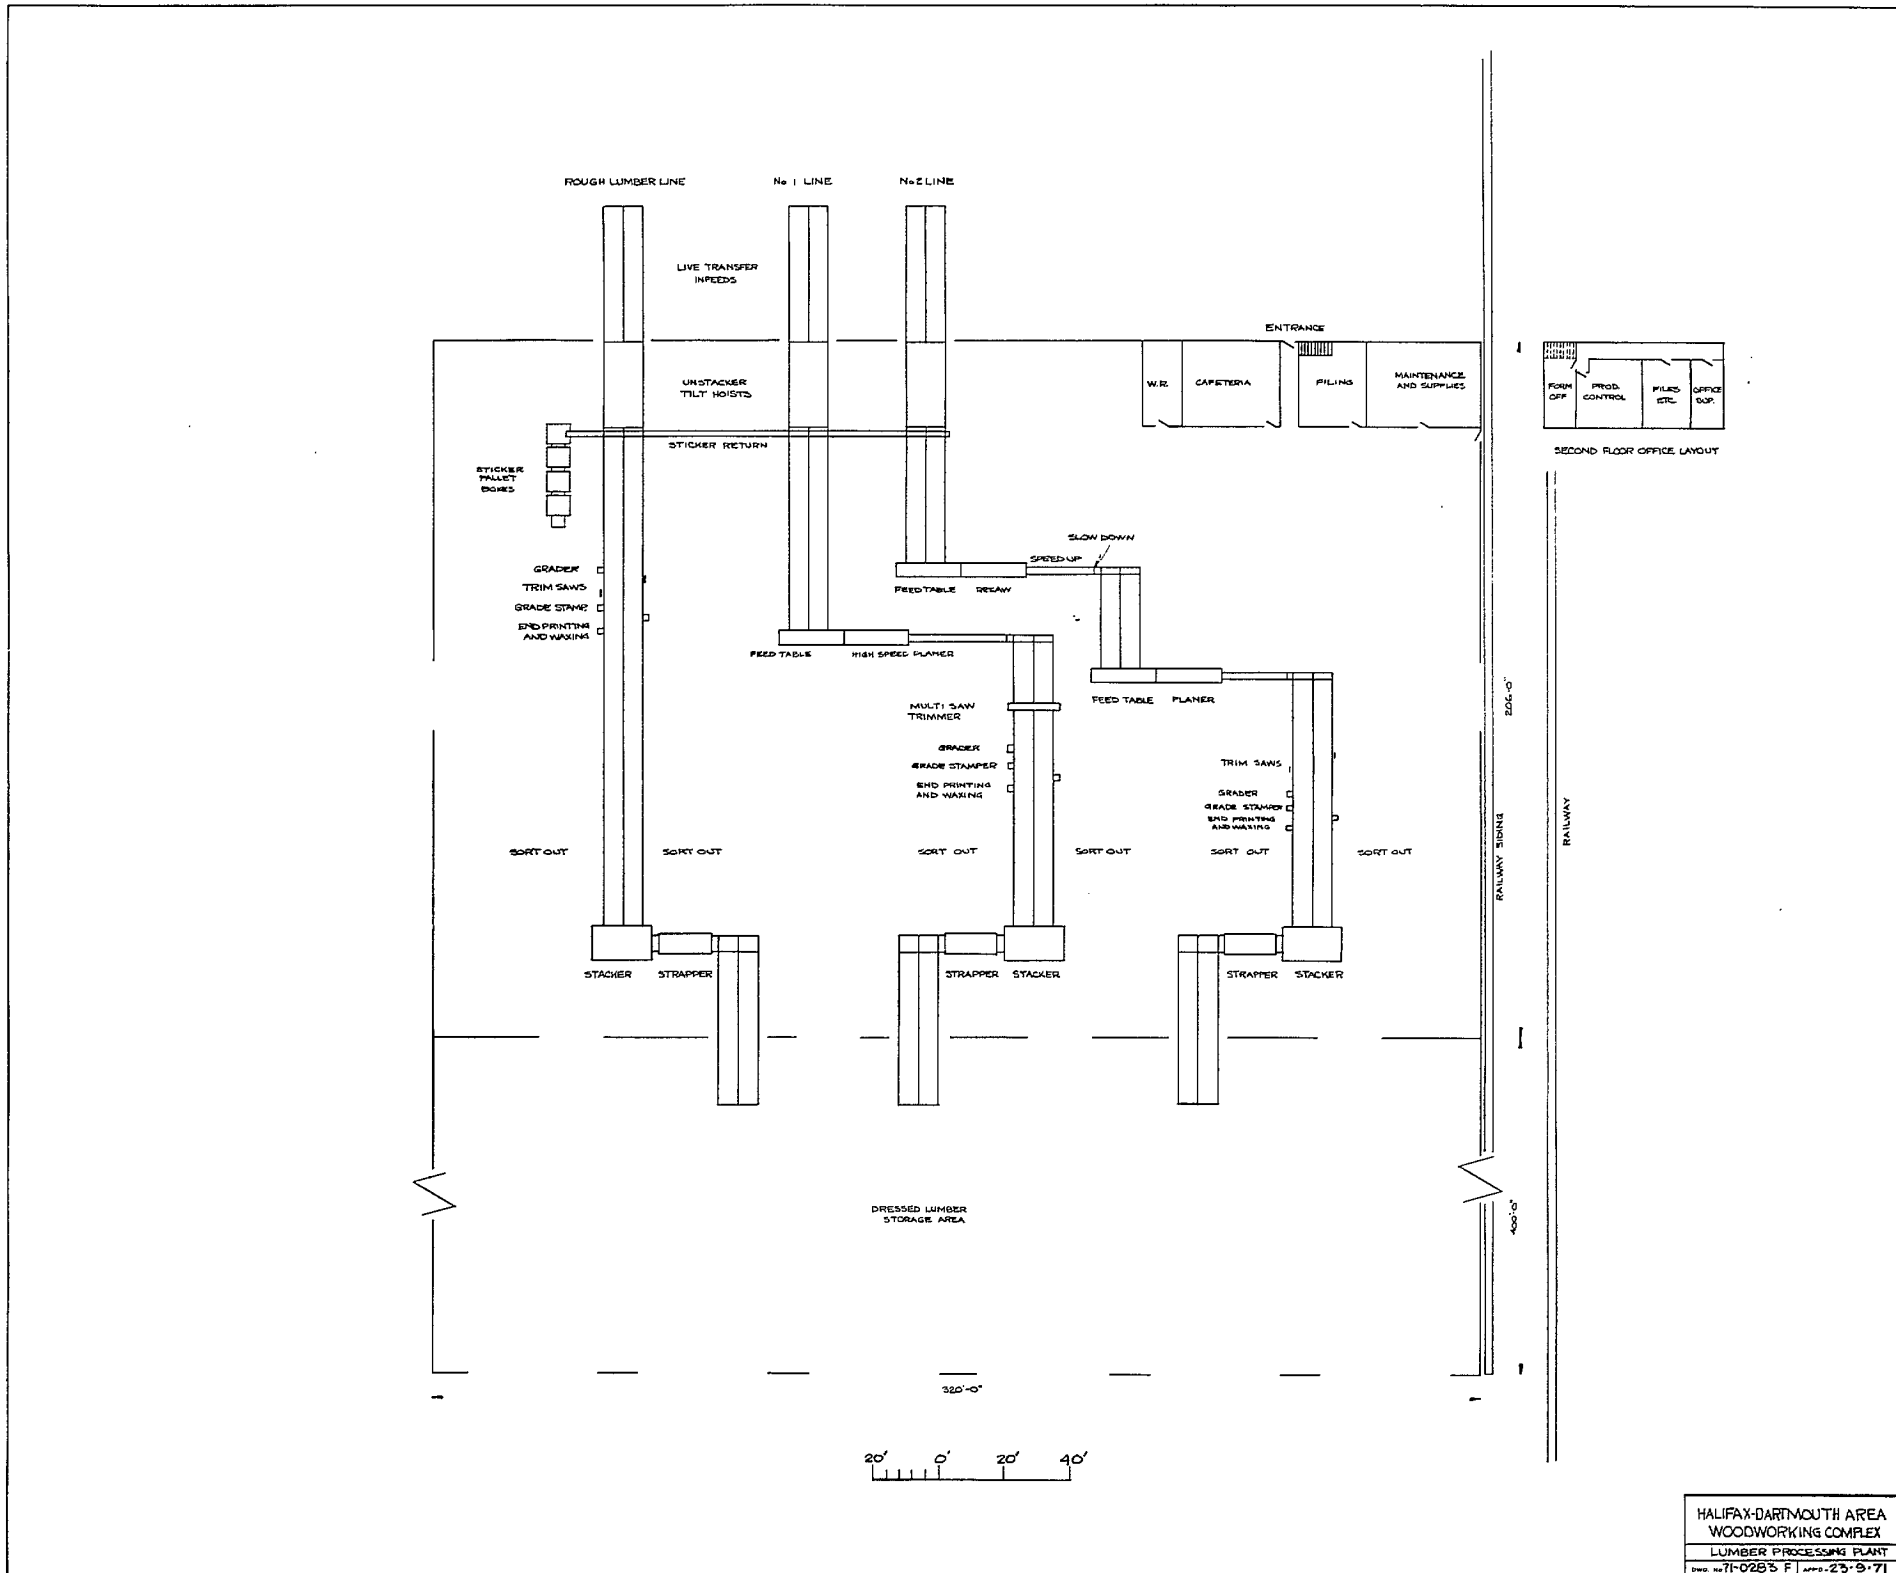 ROUGH LUMBER LINE
No 1 LINE
No 2 LINE
LIVE TRANSFER
INFEEDS
ENTRANCE
UNSTACKER
TILT HOISTS
W.R.
CAFETERIA
FILING
MAINTENANCE
AND SUPPLIES
FORM
OFF
PROD.
CONTROL
FILES
ETC.
OFFICE
SUP.
STICKER RETURN
SECOND FLOOR OFFICE LAYOUT
STICKER
PALLET
BOXES
SLOW DOWN
SPEED UP
GRADER
TRIM SAWS
GRADE STAMP.
END PRINTING
AND WAXING
FEED TABLE
RESAW
FEED TABLE
HIGH SPEED PLANER
FEED TABLE
PLANER
MULTI SAW
TRIMMER
206'-0"
GRADER
GRADE STAMPER
END PRINTING
AND WAXING
TRIM SAWS
GRADER
GRADE STAMPER
END PRINTING
AND WAXING
RAILWAY SIDING
RAILWAY
SORT OUT
SORT OUT
SORT OUT
SORT OUT
SORT OUT
SORT OUT
STACKER
STRAPPER
STRAPPER
STACKER
STRAPPER
STACKER
DRESSED LUMBER
STORAGE AREA
400'-0"
320'-0"
20' 0' 20' 40'
HALIFAX-DARTMOUTH AREA
WOODWORKING COMPLEX
LUMBER PROCESSING PLANT
DWG. No 71-0283 F APP'D. 23-9-71